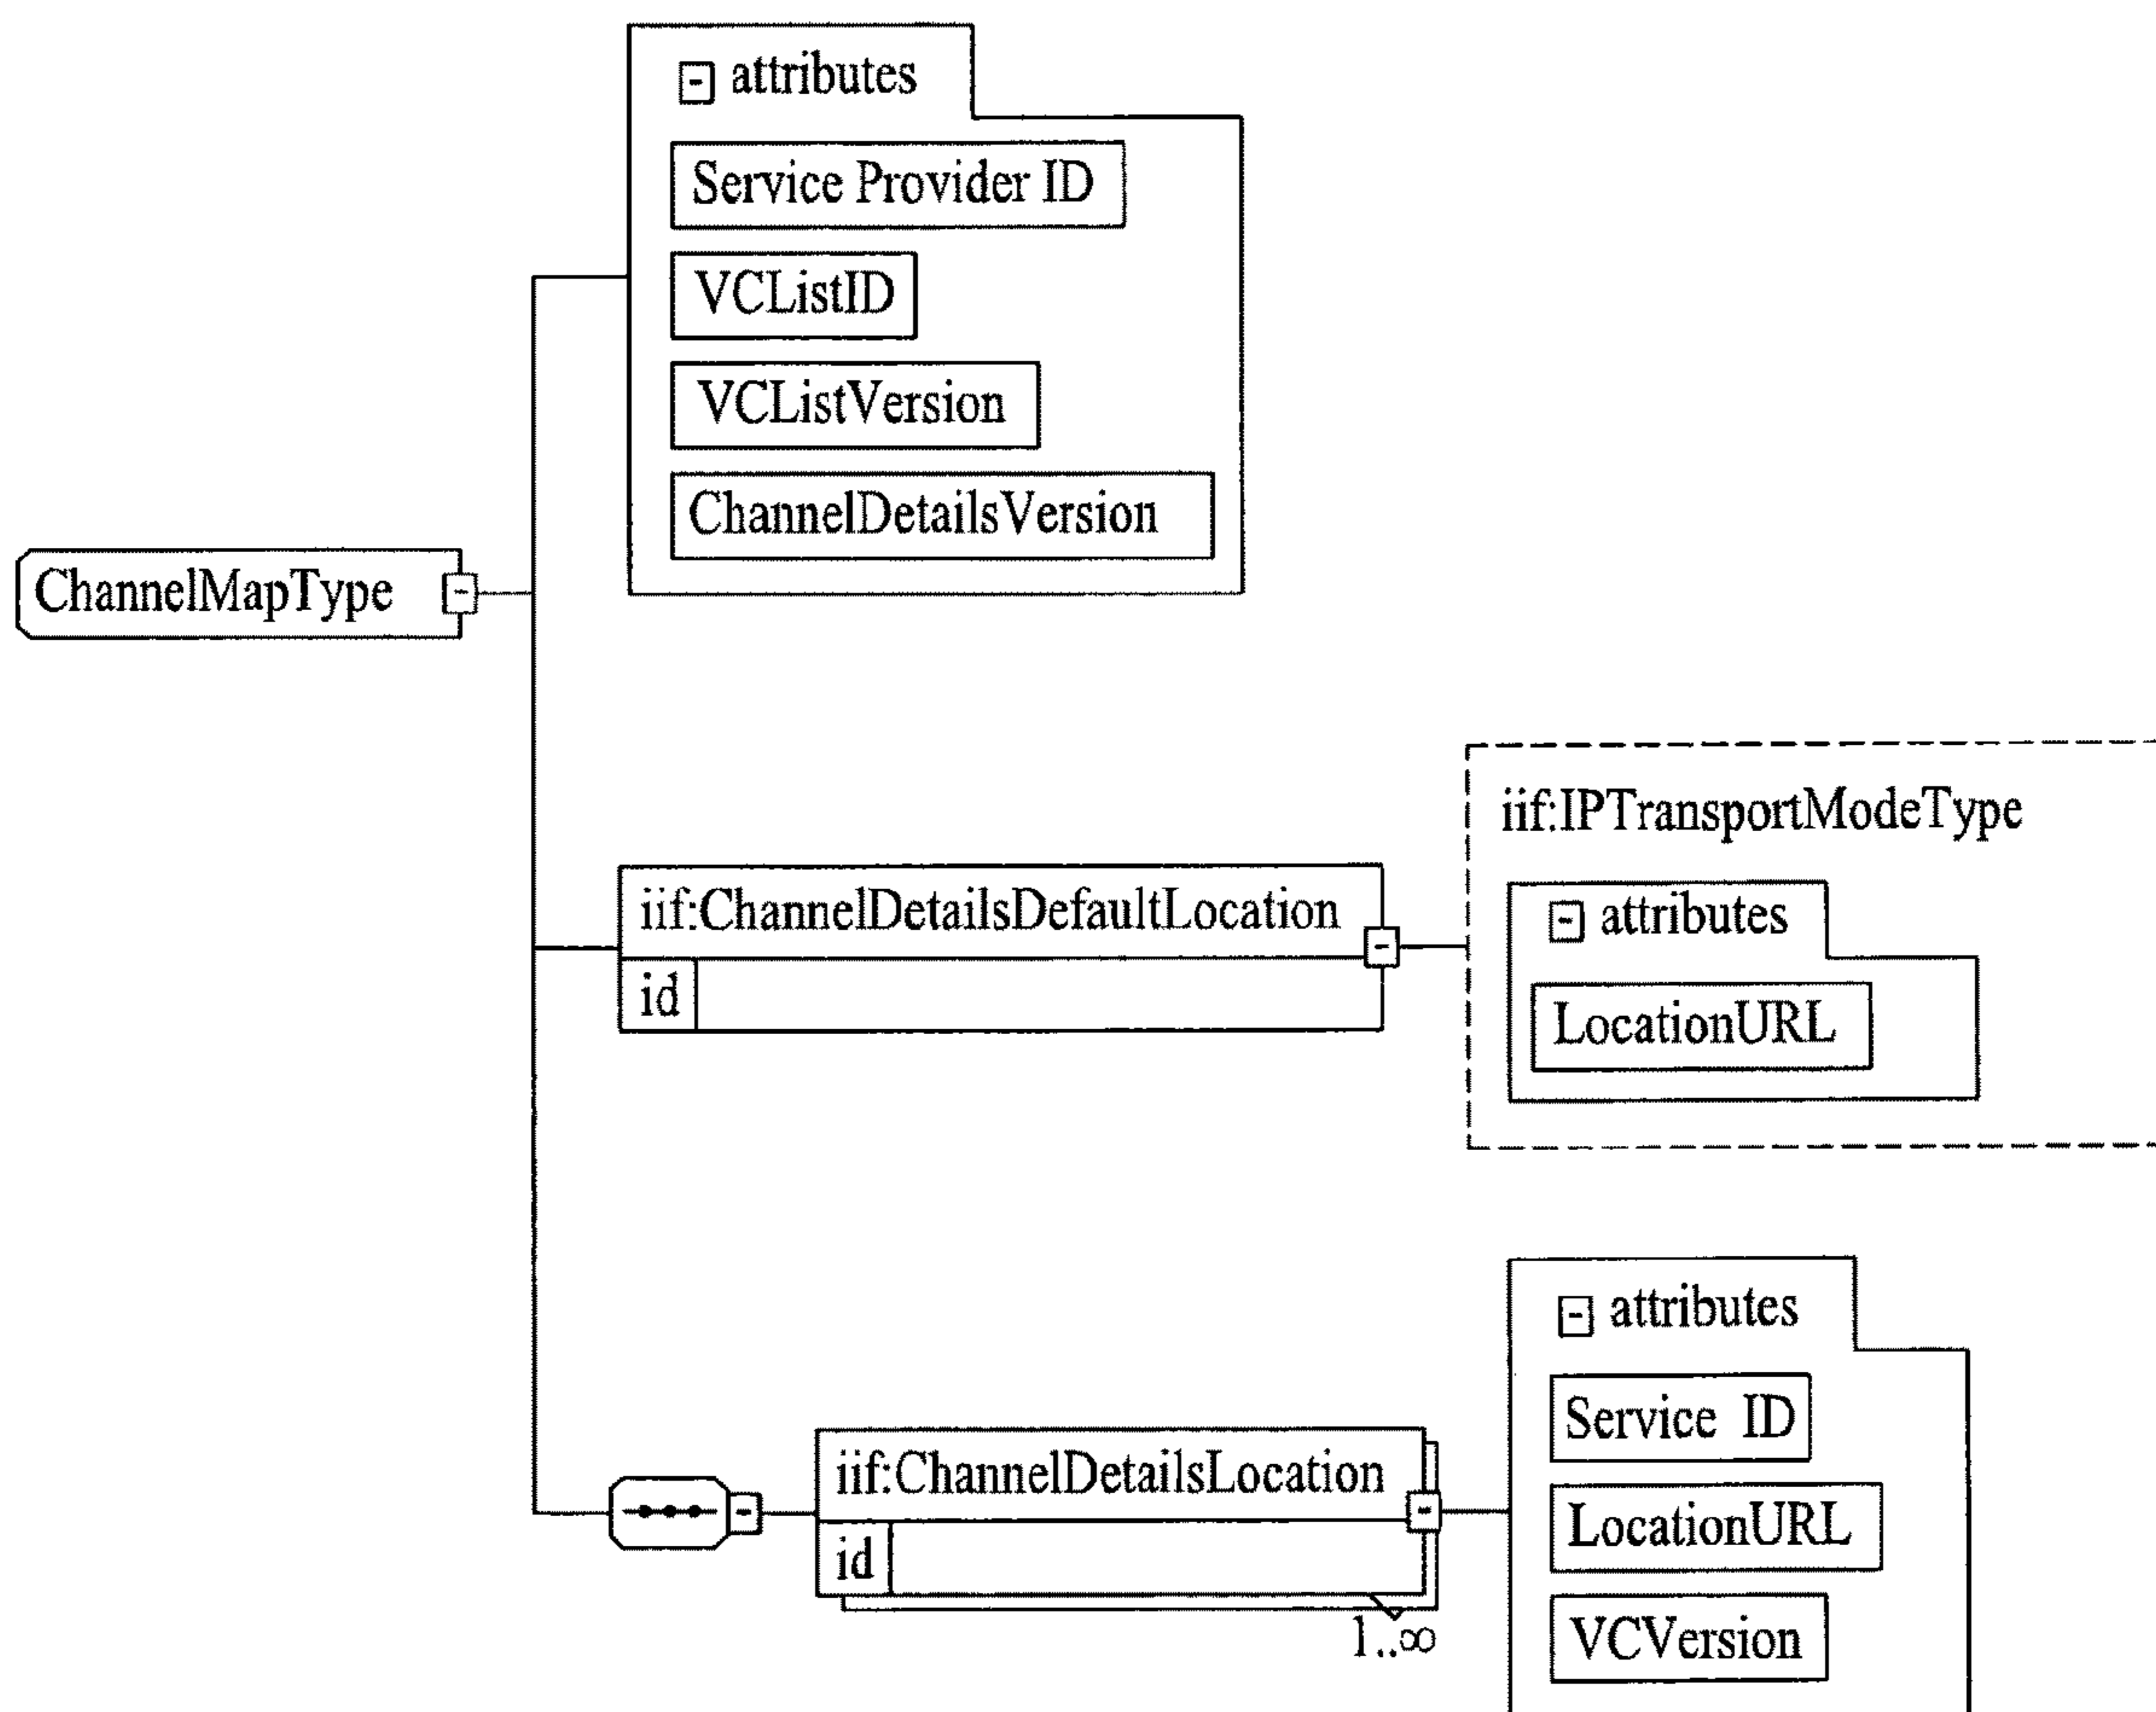 attributes
Service Provider ID
VCListID
VCListVersion
ChannelDetailsVersion
ChannelMapType
iif:IPTransportModeType
iif:ChannelDetailsDefaultLocation
id
attributes
LocationURL
iif:ChannelDetailsLocation
id
1..∞
attributes
Service ID
LocationURL
VCVersion